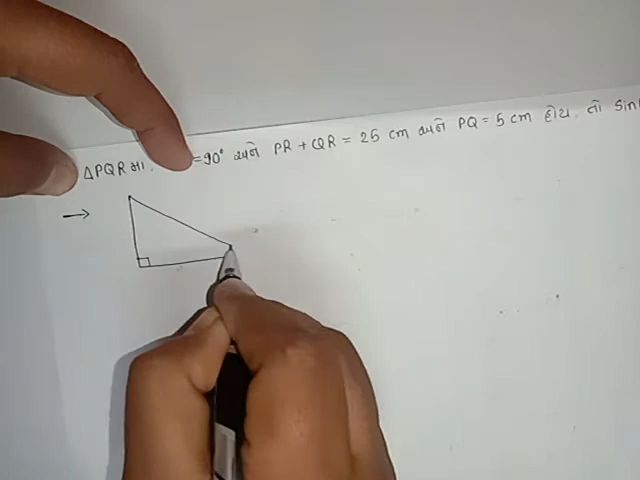 ΔPQR માં, =90° અને PR + QR = 25 cm અને PQ = 5 cm હોય, તો sin